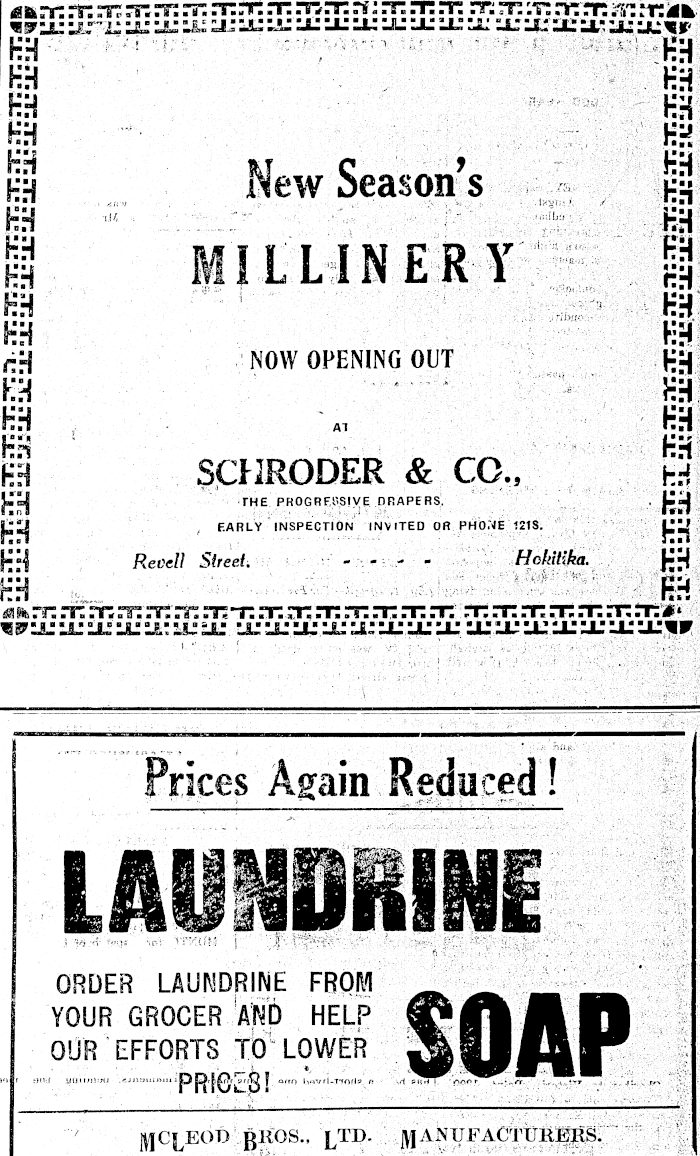 New Season's
MILLINERY
NOW OPENING OUT
AT
SCHRODER & CO.,
THE PROGRESSIVE DRAPERS.
EARLY INSPECTION INVITED OR PHONE 121S.
Revell Street. - - - - Hokitika.
Prices Again Reduced!
LAUNDRINE
ORDER LAUNDRINE FROM
YOUR GROCER AND HELP
OUR EFFORTS TO LOWER
PRICES!
SOAP
MCLEOD BROS., LTD. MANUFACTURERS.